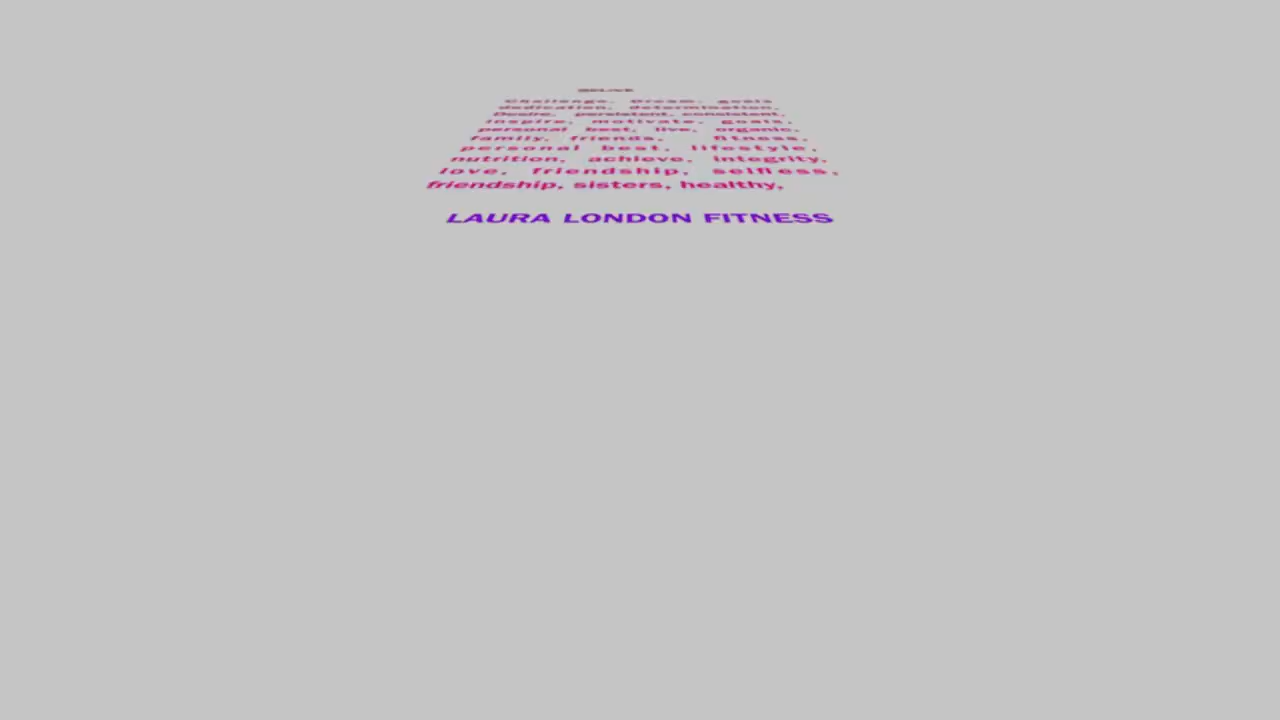 Challenge, Dream, goals
dedication, determination,
Desire, persistent, consistent,
inspire, motivate, goals,
personal best, live, organic,
family, friends, fitness,
personal best, lifestyle,
nutrition, achieve, integrity,
love, friendship, selfless,
friendship, sisters, healthy,
LAURA LONDON FITNESS